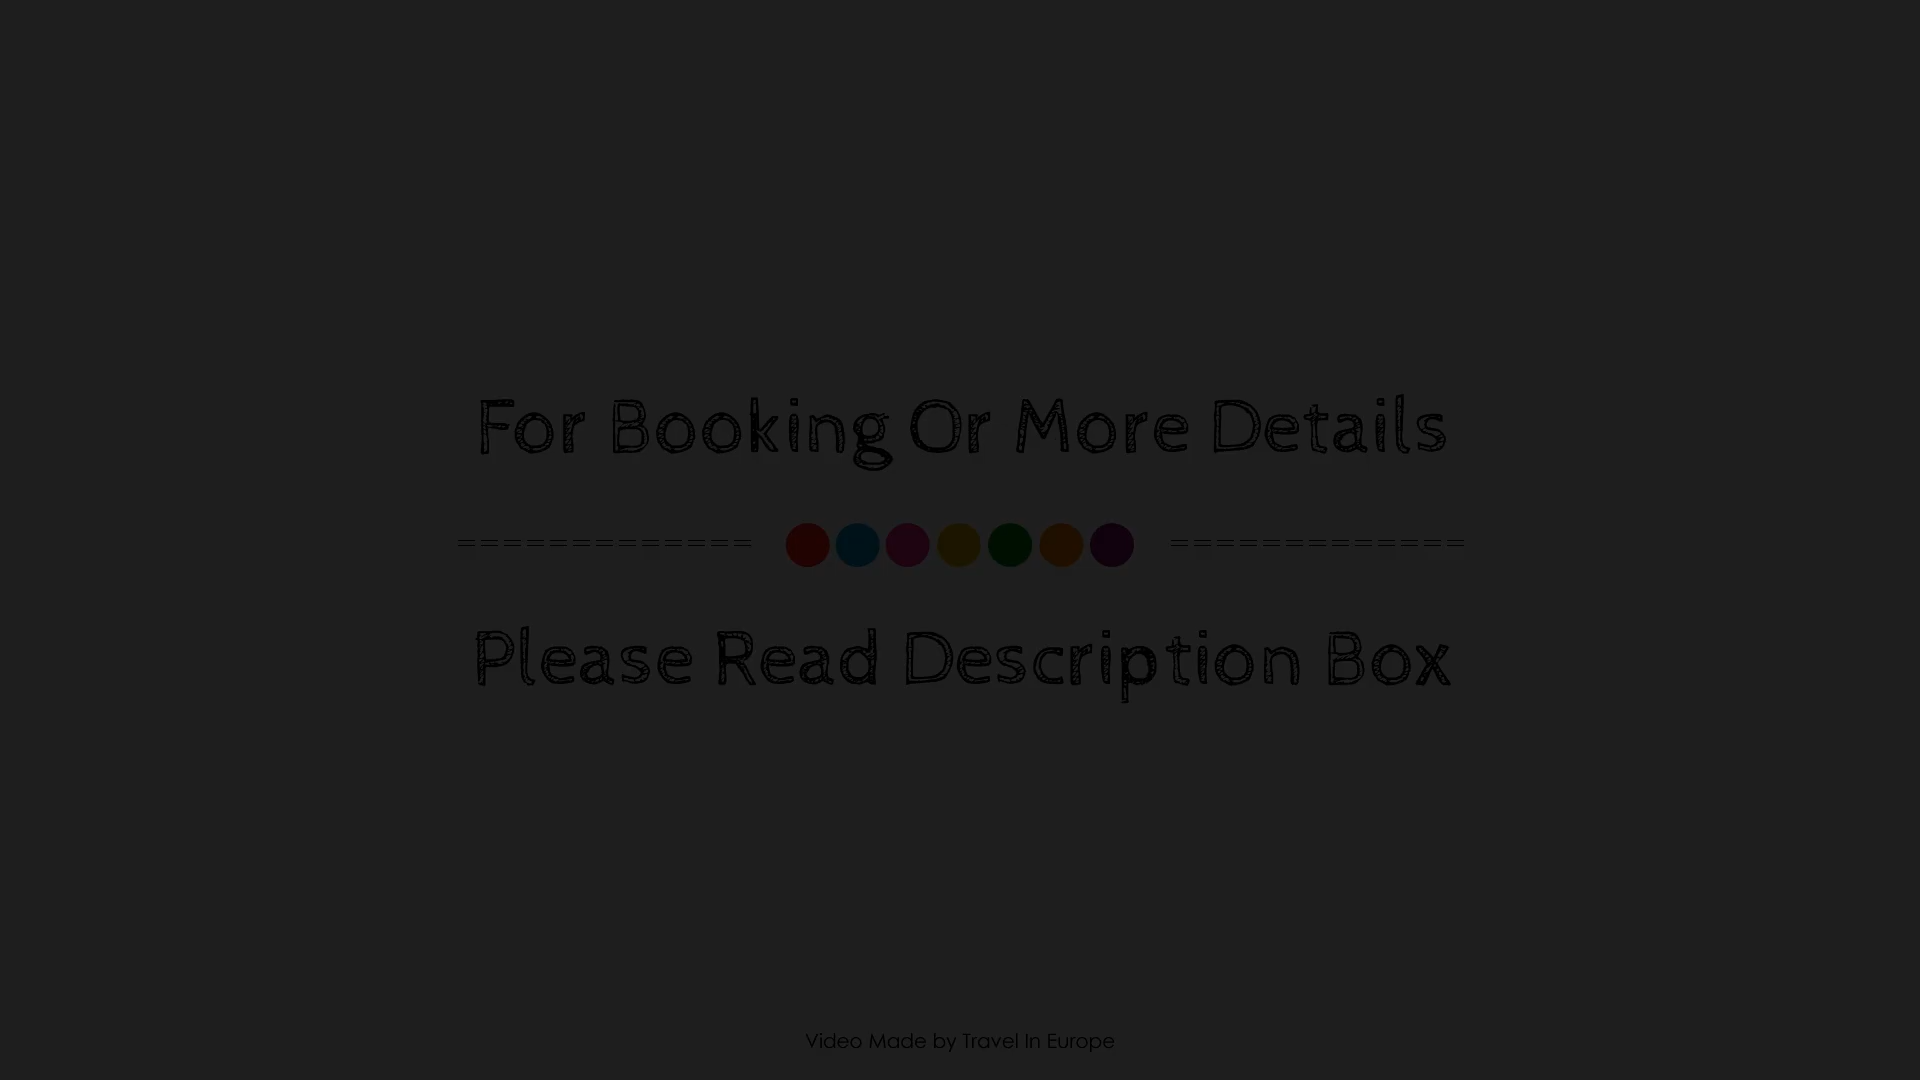 For Booking Or More Details
============= =============
Please Read Description Box
Video Made by Travel In Europe